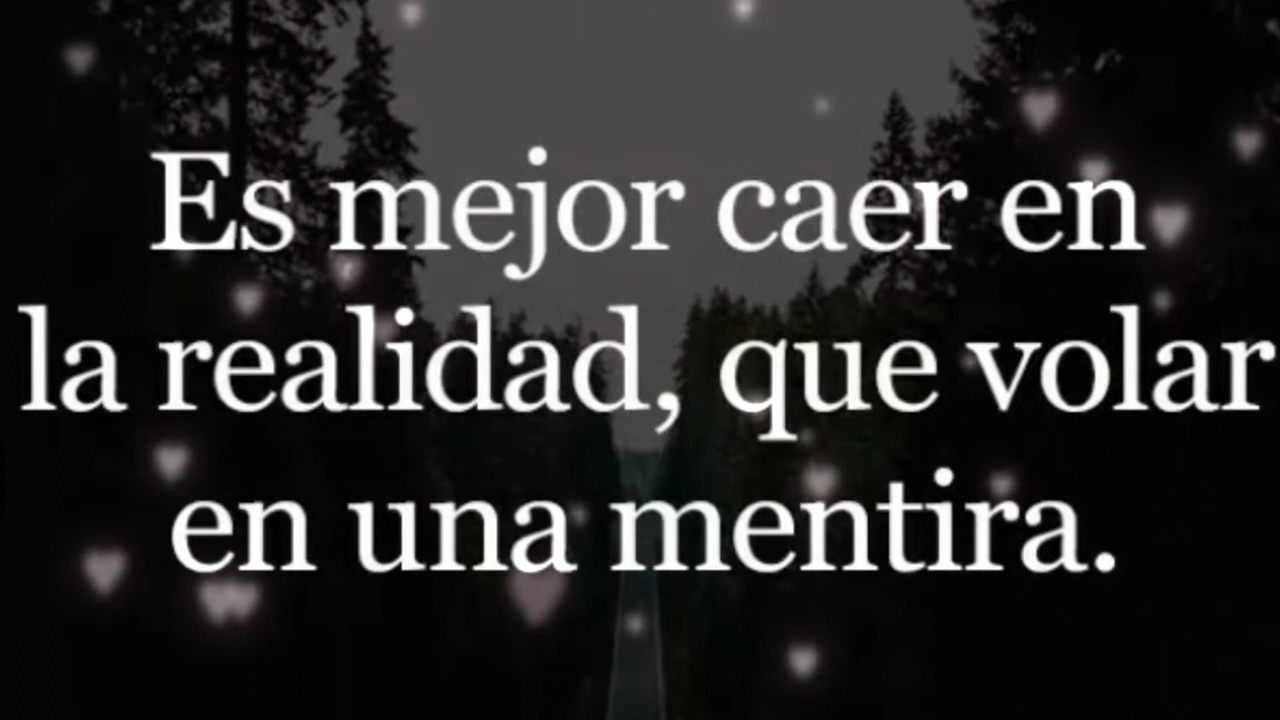 Es mejor caer en
la realidad, que volar
en una mentira.